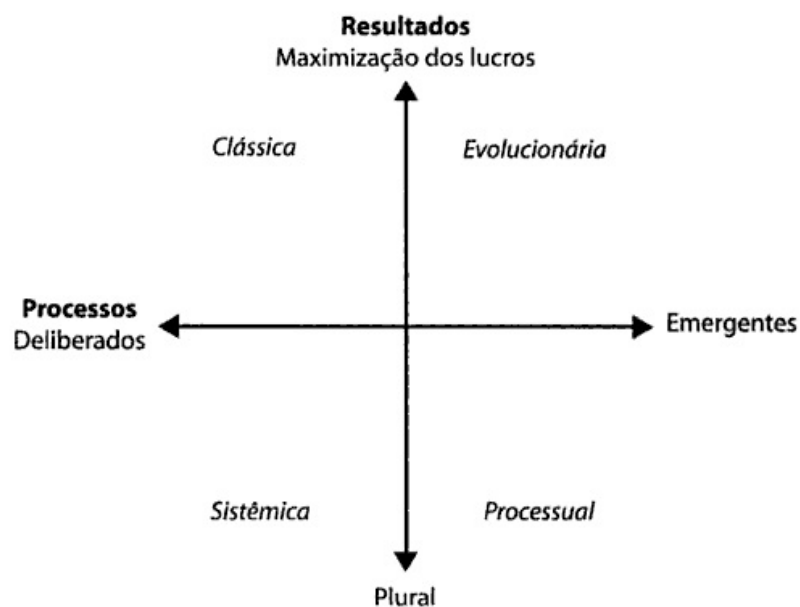 Resultados
Maximização dos lucros
Clássica
Evolucionária
Processos
Deliberados
Emergentes
Sistêmica
Processual
Plural